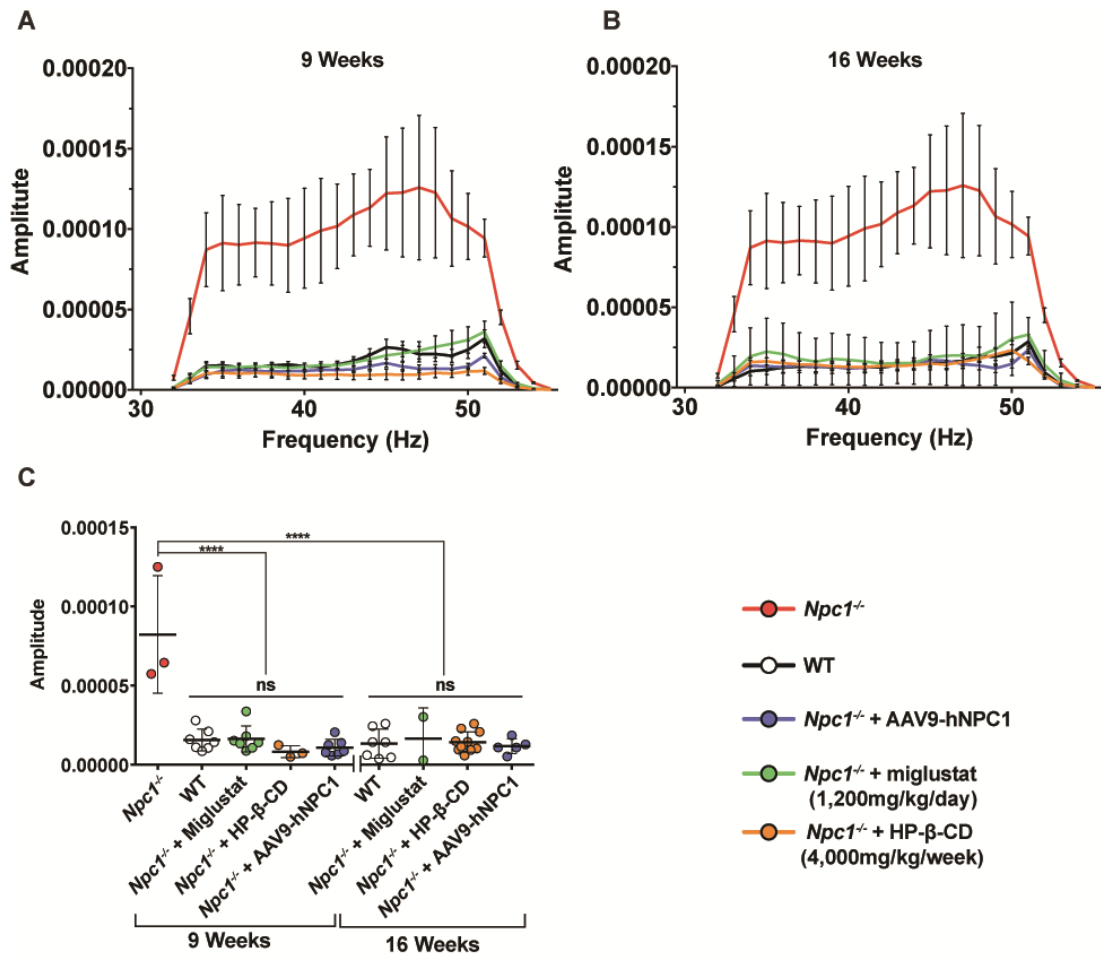 A
9 Weeks
0.00020
0.00015
0.00010
0.00005
0.00000
Amplitute
30
40
50
Frequency (Hz)
B
16 Weeks
0.00020
0.00015
0.00010
0.00005
0.00000
Amplitute
30
40
50
Frequency (Hz)
C
0.00015
0.00010
0.00005
0.00000
Amplitude
****
****
ns
ns
Npc1-/-
WT
Npc1-/- + Miglustat
Npc1-/- + HP-β-CD
Npc1-/- + AAV9-hNPC1
WT
Npc1-/- + Miglustat
Npc1-/- + HP-β-CD
Npc1-/- + AAV9-hNPC1
9 Weeks
16 Weeks
Npc1-/-
WT
Npc1-/- + AAV9-hNPC1
Npc1-/- + miglustat
(1,200mg/kg/day)
Npc1-/- + HP-β-CD
(4,000mg/kg/week)